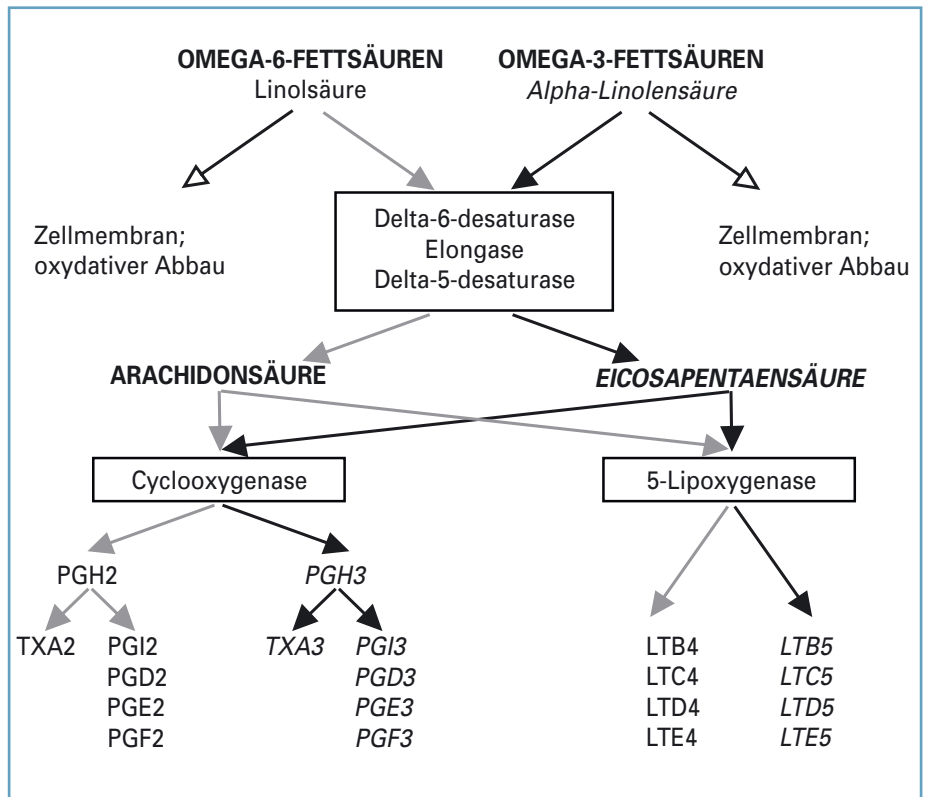 OMEGA-6-FETTSÄUREN
Linolsäure
OMEGA-3-FETTSÄUREN
Alpha-Linolensäure
Zellmembran;
oxydativer Abbau
Delta-6-desaturase
Elongase
Delta-5-desaturase
Zellmembran;
oxydativer Abbau
ARACHIDONSÄURE
EICOSAPENTAENSÄURE
Cyclooxygenase
5-Lipoxygenase
PGH2
PGH3
TXA2
PGI2
PGD2
PGE2
PGF2
TXA3
PGI3
PGD3
PGE3
PGF3
LTB4
LTC4
LTD4
LTE4
LTB5
LTC5
LTD5
LTE5